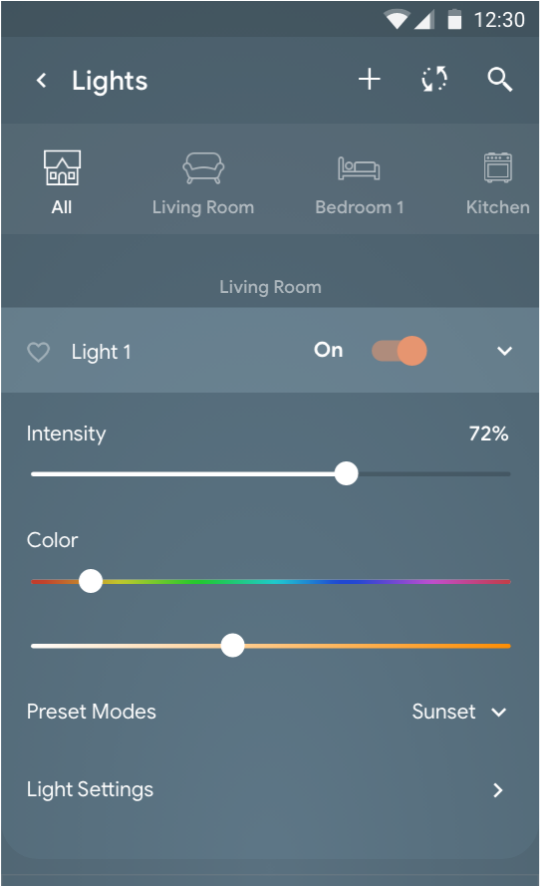 12:30
Lights
All Living Room Bedroom 1 Kitchen
Living Room
Light 1 On
Intensity 72%
Color
Preset Modes Sunset
Light Settings